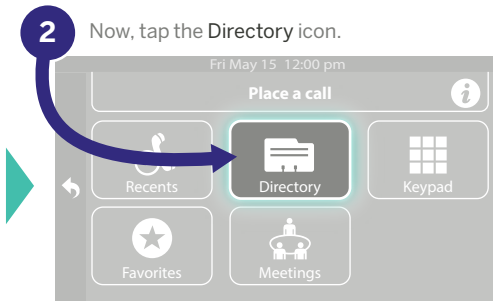 2 Now, tap the Directory icon.
Fri May 15 12:00 pm
Place a call i
Recents Directory Keypad
Favorites Meetings